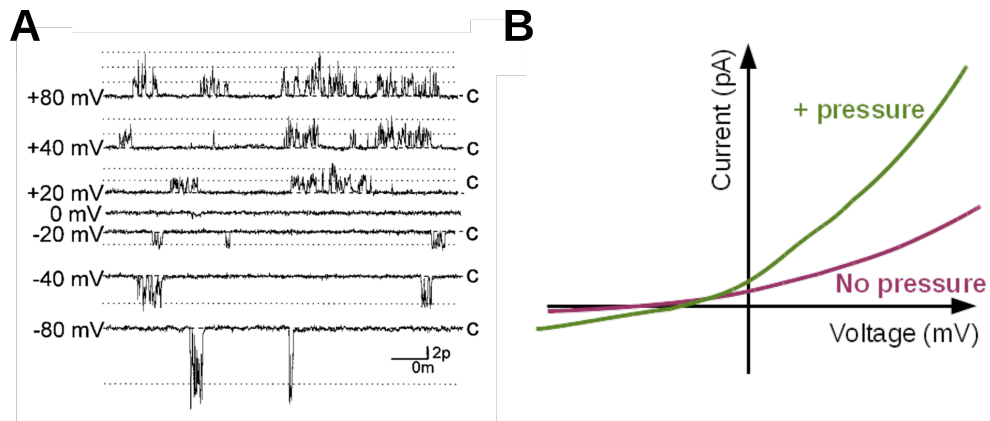 A
+80 mV
C
+40 mV
C
+20 mV
C
0 mV
-20 mV
C
-40 mV
C
-80 mV
C
2p
0m
B
Current (pA)
+ pressure
No pressure
Voltage (mV)